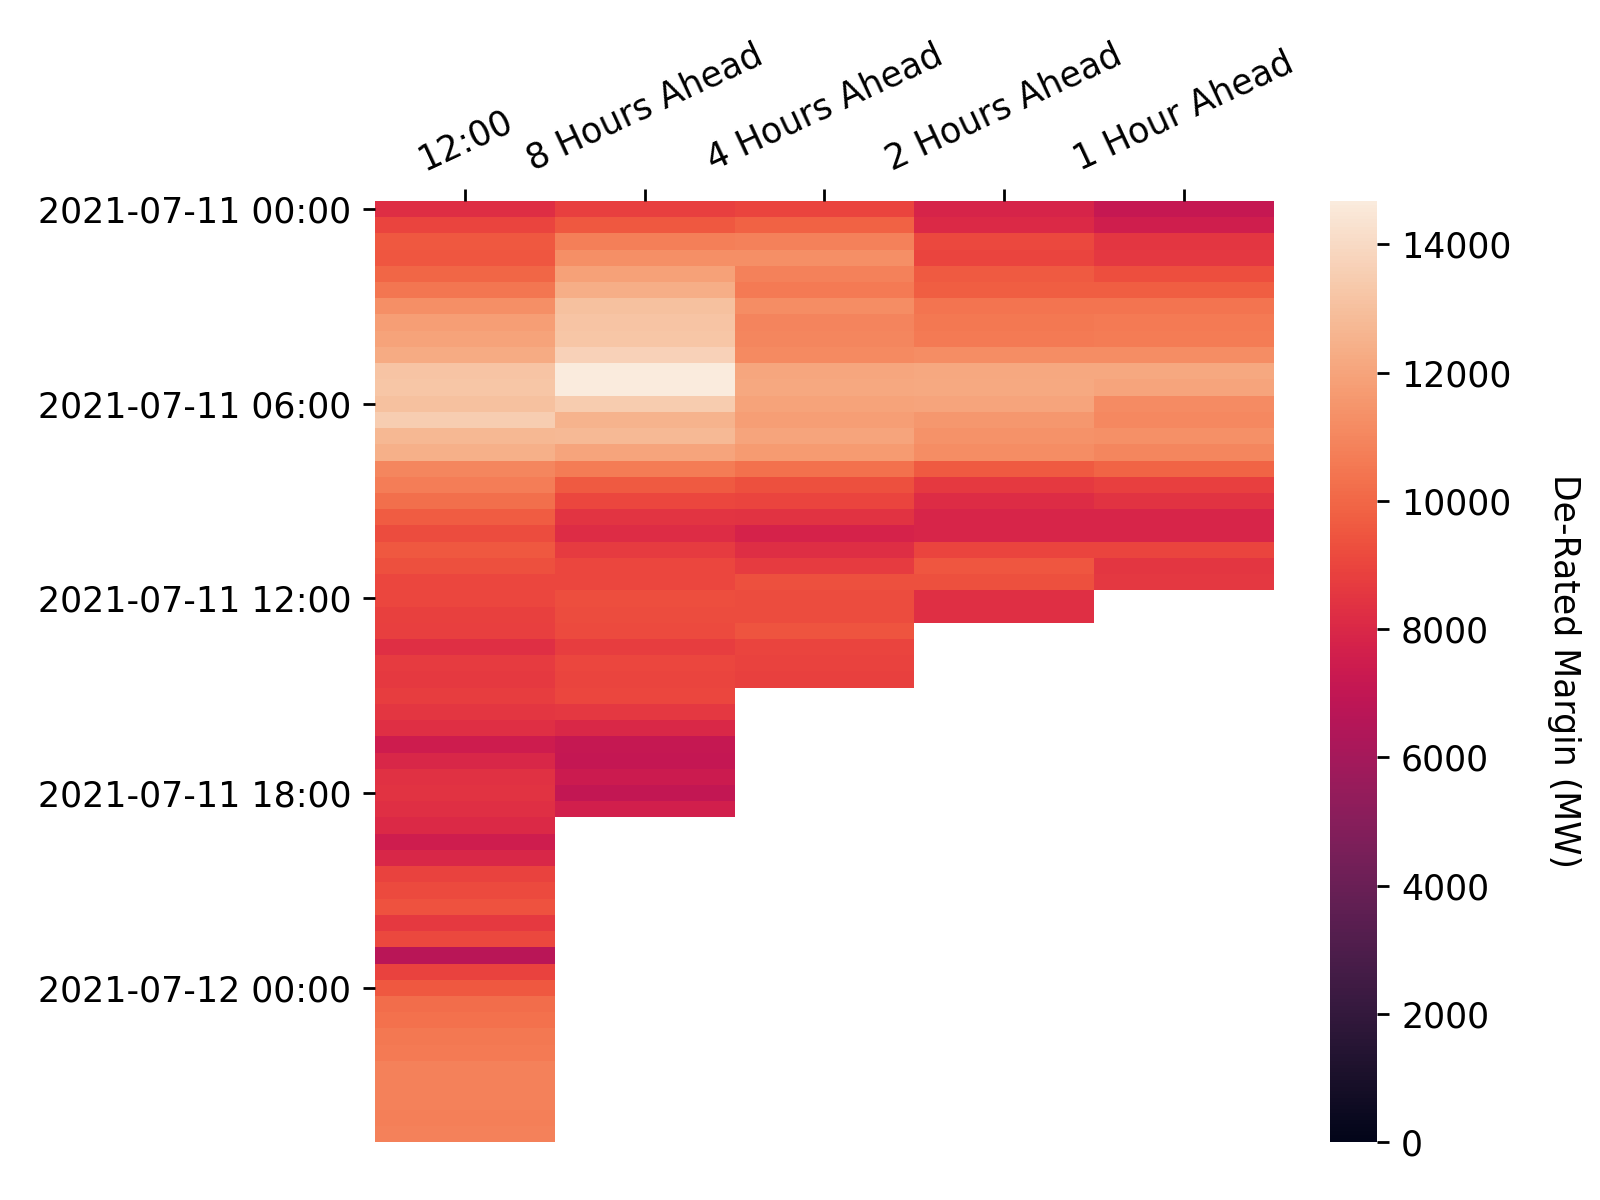 12:00
8 Hours Ahead
4 Hours Ahead
2 Hours Ahead
1 Hour Ahead
2021-07-11 00:00
2021-07-11 06:00
2021-07-11 12:00
2021-07-11 18:00
2021-07-12 00:00
14000
12000
10000
8000
6000
4000
2000
0
De-Rated Margin (MW)